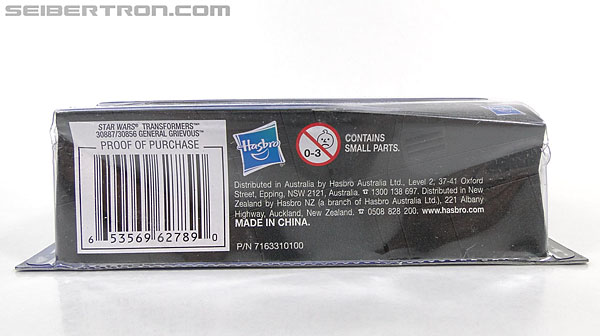 SEIBERTRON.COM
STAR WARS® TRANSFORMERS™
30887/30856 GENERAL GRIEVOUS™
PROOF OF PURCHASE
6 53569 62789 0
Hasbro
0-3
CONTAINS
SMALL PARTS.
Distributed in Australia by Hasbro Australia Ltd., Level 2, 37-41 Oxford
Street, Epping, NSW 2121, Australia. ☎ 1300 138 697. Distributed in New
Zealand by Hasbro NZ (a branch of Hasbro Australia Ltd.), 221 Albany
Highway, Auckland, New Zealand. ☎ 0508 828 200. www.hasbro.com
MADE IN CHINA.
P/N 7163310100